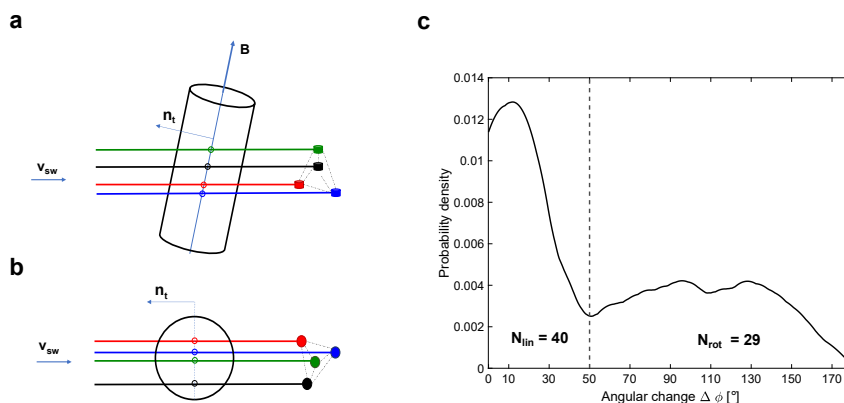 a
B
n_t
v_sw
b
n_t
v_sw
c
Probability density
0.014
0.012
0.010
0.008
0.006
0.004
0.002
0
N_lin = 40
N_rot = 29
0 10 30 50 70 90 110 130 150 170
Angular change Δ ϕ [°]